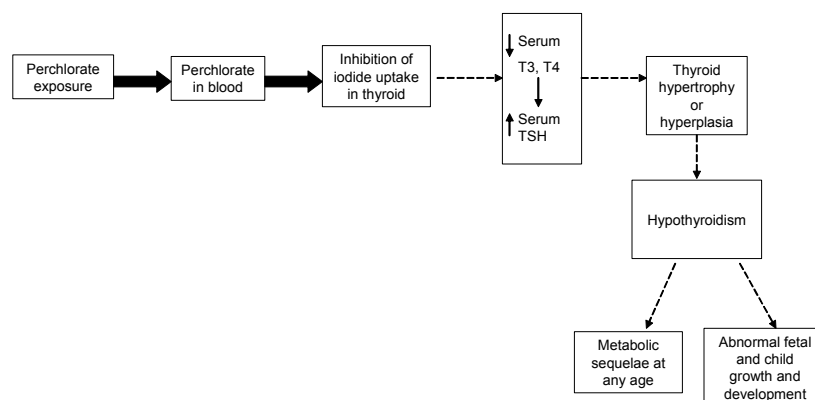 Perchlorate
exposure
Perchlorate
in blood
Inhibition of
iodide uptake
in thyroid
Serum
T3, T4
Serum
TSH
Thyroid
hypertrophy
or
hyperplasia
Hypothyroidism
Metabolic
sequelae at
any age
Abnormal fetal
and child
growth and
development